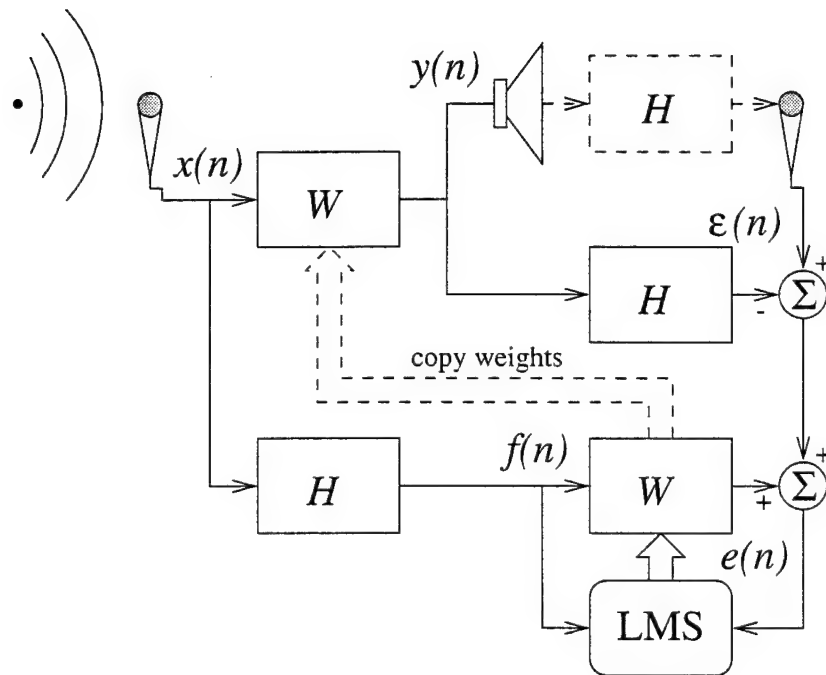 y(n)
H
x(n)
W
ε(n)
+
H
-
Σ
copy weights
f(n)
+
H
W
+
Σ
e(n)
LMS